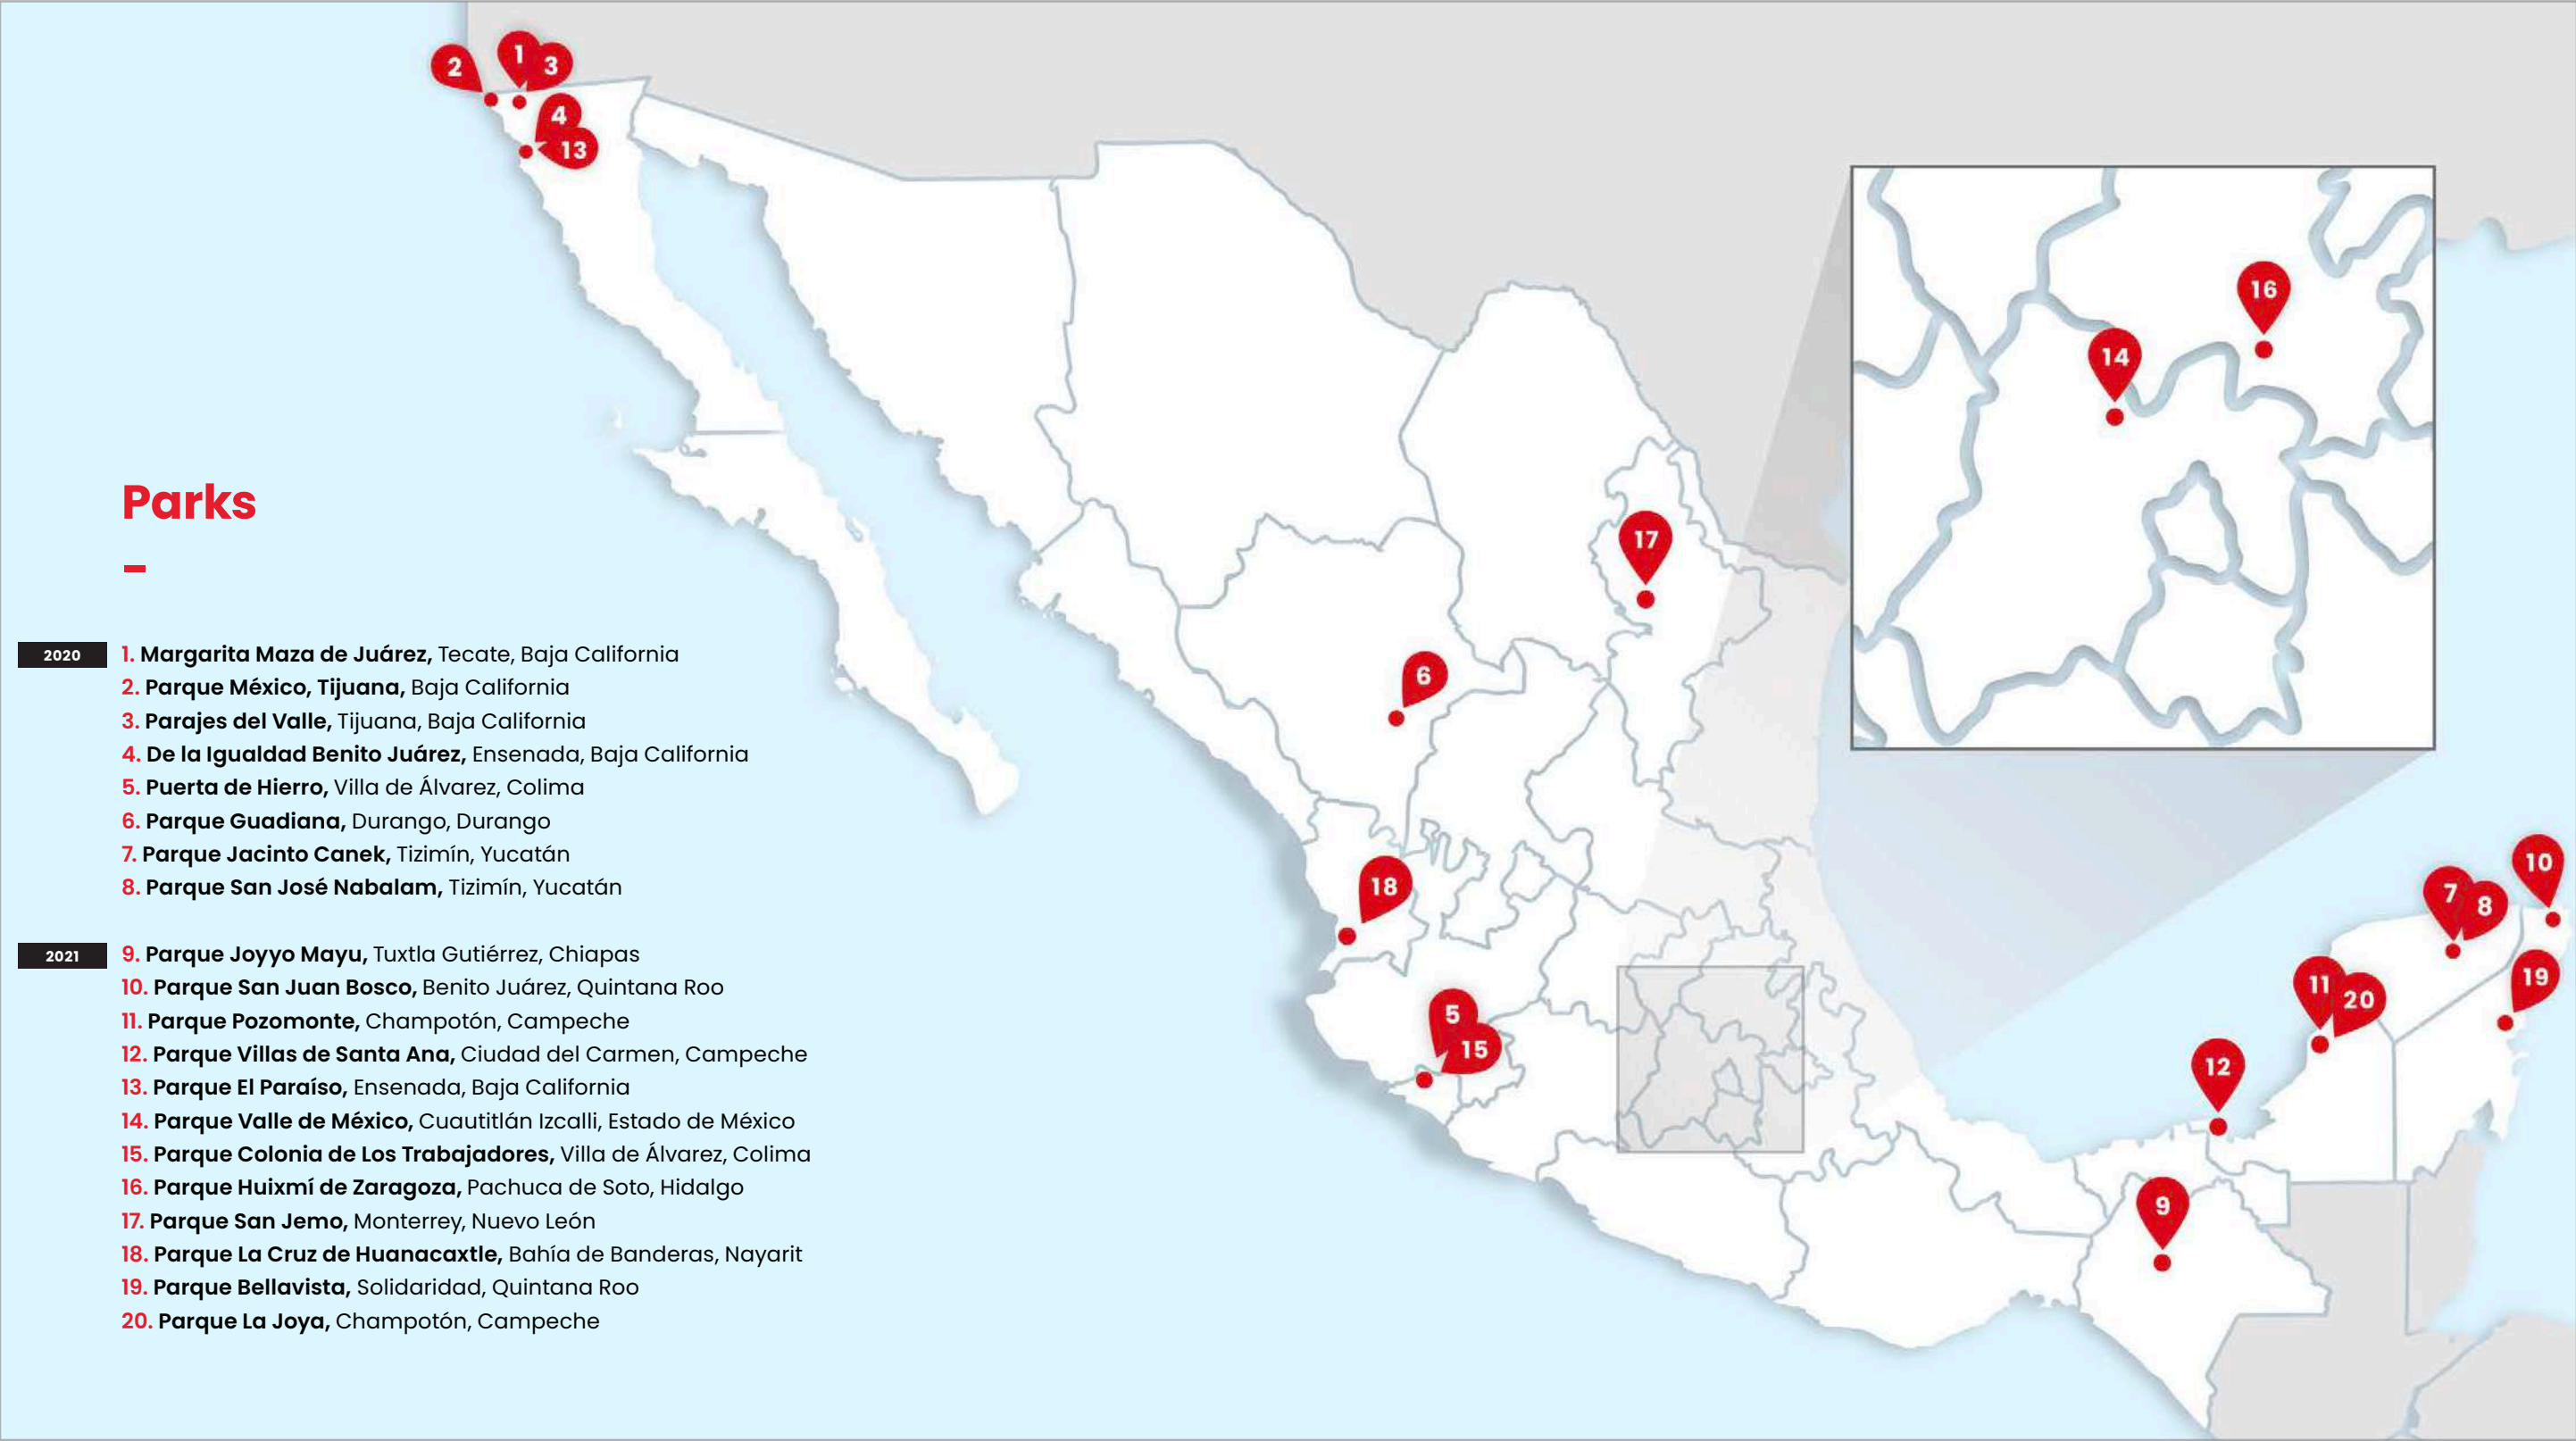 Parks
2020
1. Margarita Maza de Juárez, Tecate, Baja California
2. Parque México, Tijuana, Baja California
3. Parajes del Valle, Tijuana, Baja California
4. De la Igualdad Benito Juárez, Ensenada, Baja California
5. Puerta de Hierro, Villa de Álvarez, Colima
6. Parque Guadiana, Durango, Durango
7. Parque Jacinto Canek, Tizimín, Yucatán
8. Parque San José Nabalam, Tizimín, Yucatán
2021
9. Parque Joyyo Mayu, Tuxtla Gutiérrez, Chiapas
10. Parque San Juan Bosco, Benito Juárez, Quintana Roo
11. Parque Pozomonte, Champotón, Campeche
12. Parque Villas de Santa Ana, Ciudad del Carmen, Campeche
13. Parque El Paraíso, Ensenada, Baja California
14. Parque Valle de México, Cuautitlán Izcalli, Estado de México
15. Parque Colonia de Los Trabajadores, Villa de Álvarez, Colima
16. Parque Huixmí de Zaragoza, Pachuca de Soto, Hidalgo
17. Parque San Jemo, Monterrey, Nuevo León
18. Parque La Cruz de Huanacaxtle, Bahía de Banderas, Nayarit
19. Parque Bellavista, Solidaridad, Quintana Roo
20. Parque La Joya, Champotón, Campeche
2
1
3
4
13
16
14
17
6
18
10
7
8
19
11
20
5
15
12
9